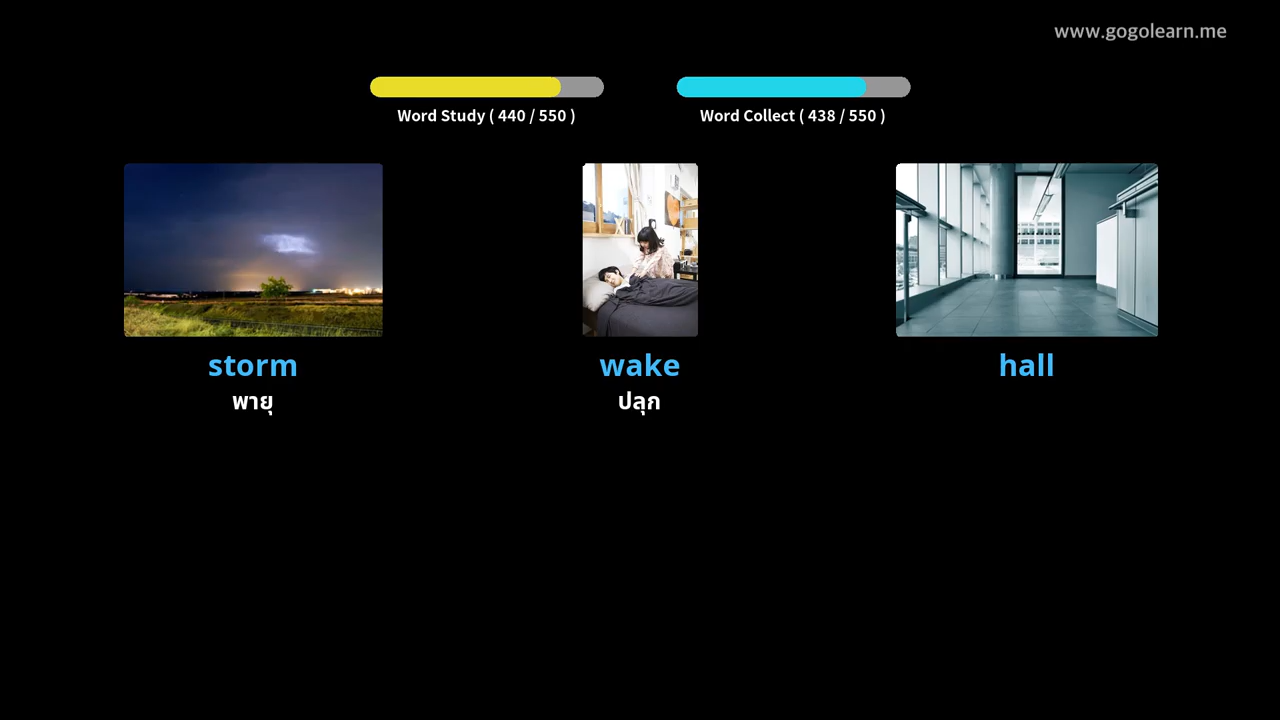 www.gogolearn.me
Word Study ( 440 / 550 )
Word Collect ( 438 / 550 )
storm
wake
hall
พายุ
ปลุก